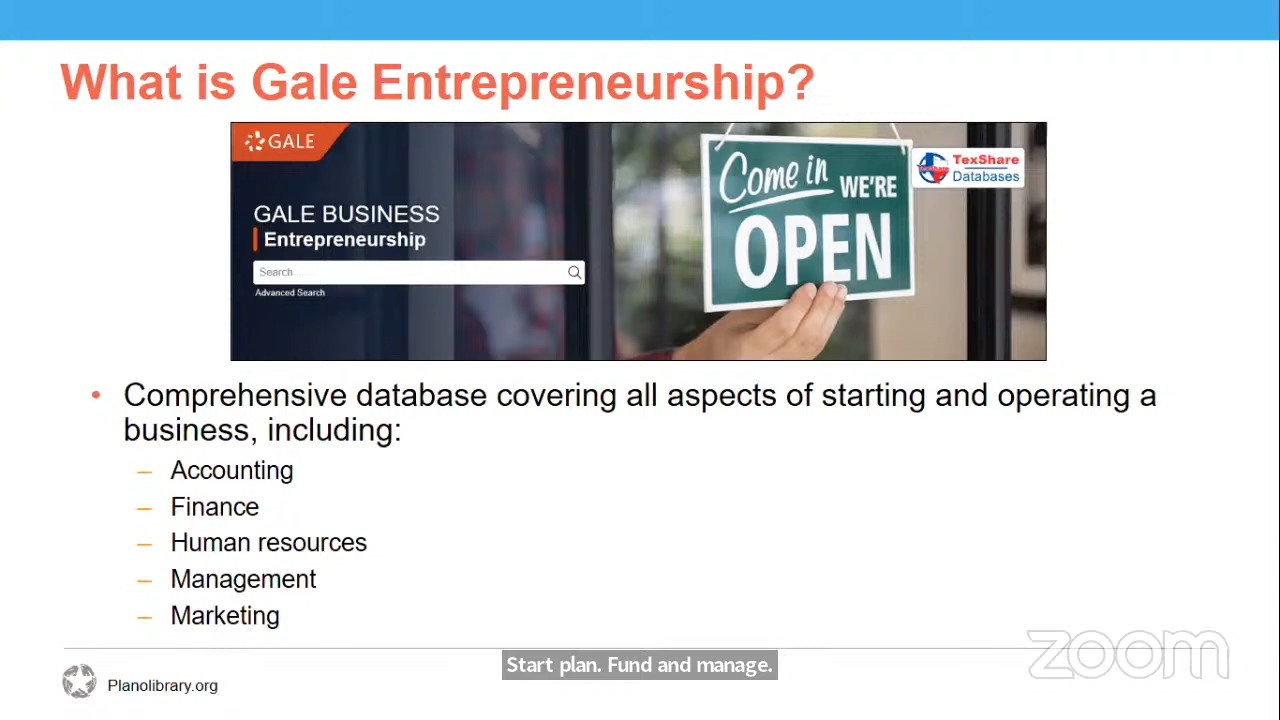 What is Gale Entrepreneurship?
GALE
TexShare
Databases
TexShare
Come in
WE'RE
OPEN
GALE BUSINESS
Entrepreneurship
Search...
Advanced Search
• Comprehensive database covering all aspects of starting and operating a
business, including:
– Accounting
– Finance
– Human resources
– Management
– Marketing
zoom
Start plan. Fund and manage.
Planolibrary.org